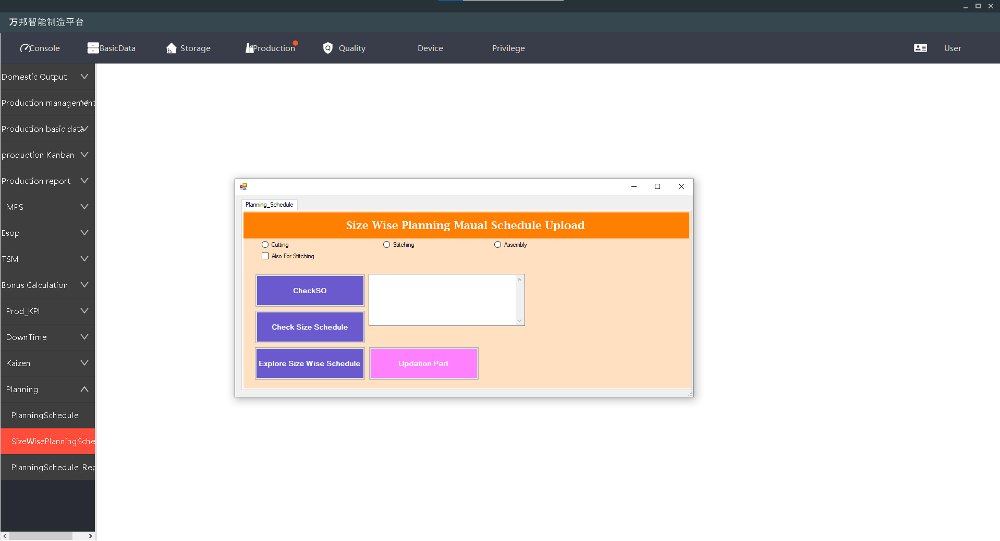 万邦智能制造平台
Console
BasicData
Storage
Production
Quality
Device
Privilege
User
Domestic Output
Production management
Production basic data
production Kanban
Production report
MPS
Esop
TSM
Bonus Calculation
Prod_KPI
DownTime
Kaizen
Planning
PlanningSchedule
SizeWisePlanningSche
PlanningSchedule_Rep
Planning_Schedule
Size Wise Planning Maual Schedule Upload
Cutting
Stitching
Assembly
Also For Stitching
CheckSO
Check Size Schedule
Explore Size Wise Schedule
Updation Part